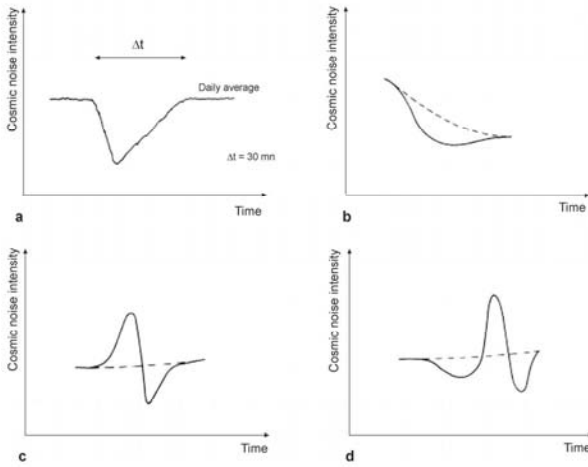 Cosmic noise intensity
Δt
Daily average
Δt = 30 mn
Time
a
Cosmic noise intensity
Time
b
Cosmic noise intensity
Time
c
Cosmic noise intensity
Time
d